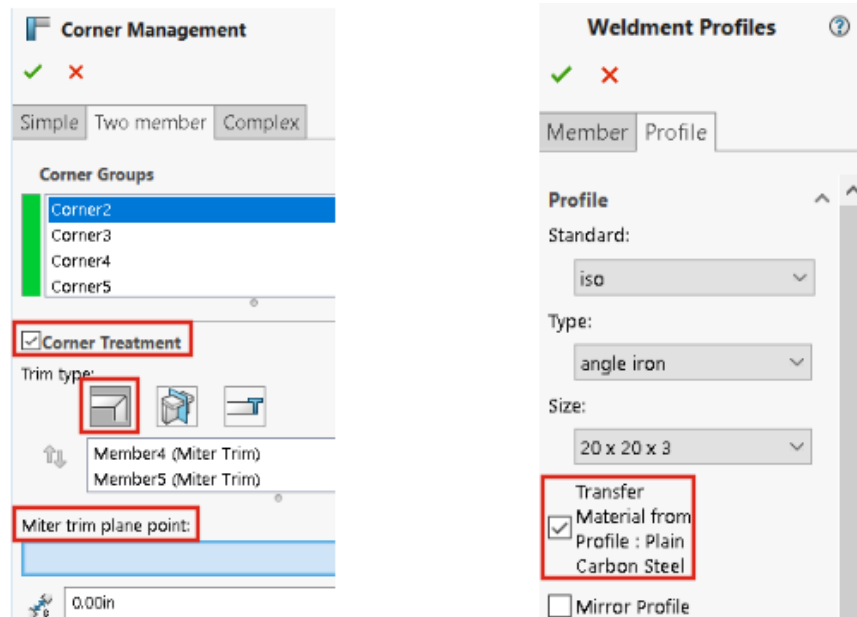 Corner Management
Simple Two member Complex
Corner Groups
Corner2
Corner3
Corner4
Corner5
Corner Treatment
Trim type:
Member4 (Miter Trim)
Member5 (Miter Trim)
Miter trim plane point:
0.00in
Weldment Profiles
?
Member Profile
Profile
Standard:
iso
Type:
angle iron
Size:
20 x 20 x 3
Transfer
Material from
Profile : Plain
Carbon Steel
Mirror Profile